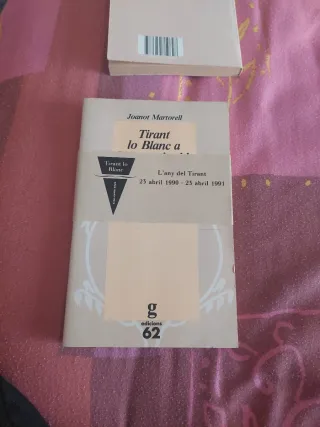 Joanot Martorell
Tirant
lo Blanc a
Tirant lo
Blanc
L'any del Tirant
23 abril 1990 - 23 abril 1991
g
edicions
62